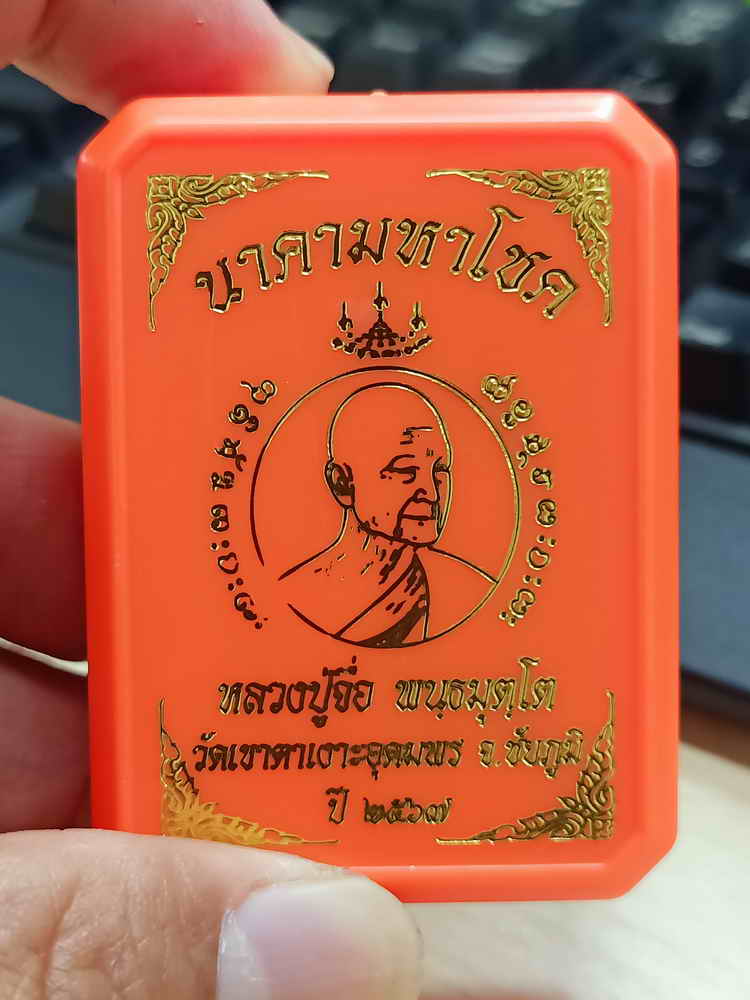 นาคามหาโชค
หลวงปู่จื่อ พนฺธมุตฺโต
วัดเขาตาเงาะอุดมพร จ.ชัยภูมิ
ปี ๒๕๖๗